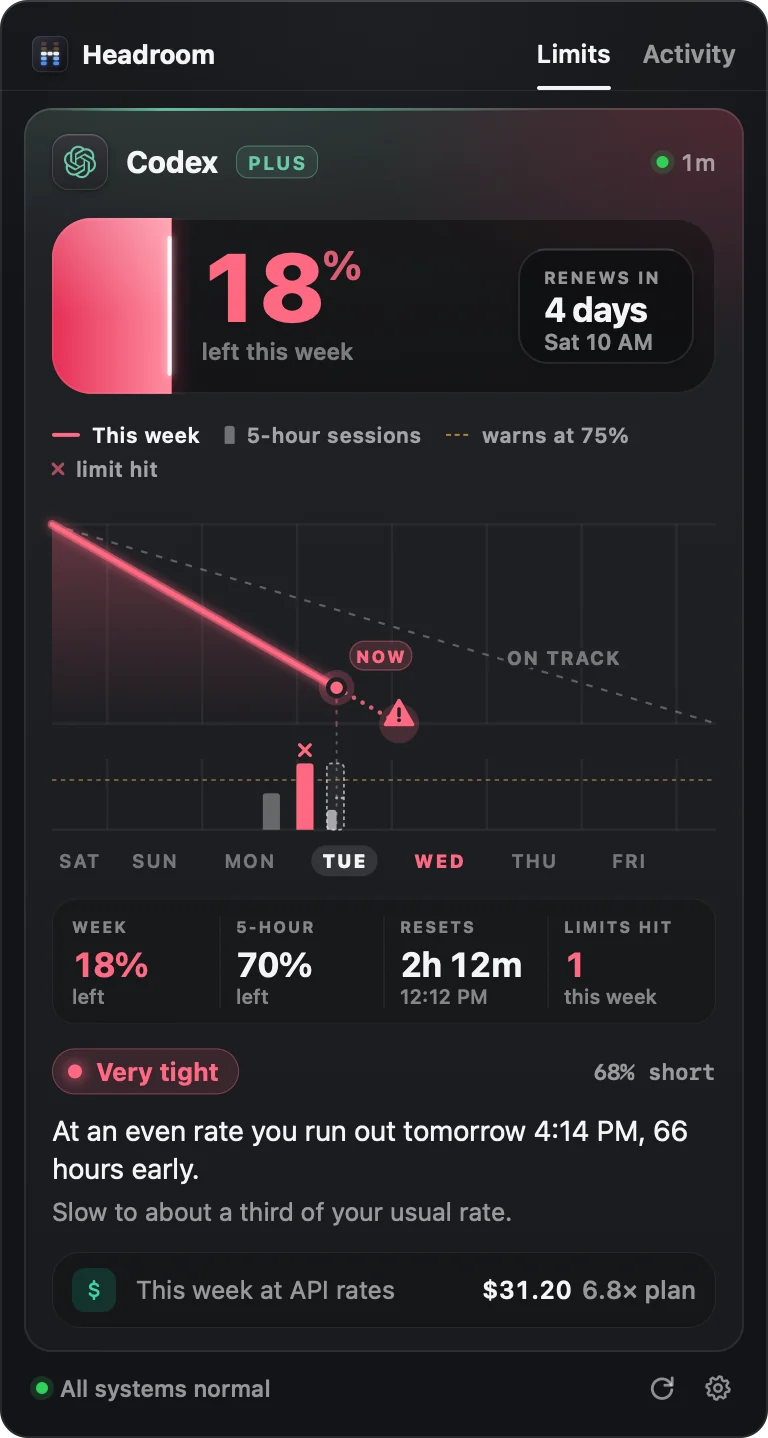 Headroom
Limits Activity
Codex PLUS 1m
18%
left this week
RENEWS IN
4 days
Sat 10 AM
This week 5-hour sessions warns at 75%
× limit hit
NOW
ON TRACK
×
SAT SUN MON TUE WED THU FRI
WEEK 5-HOUR RESETS LIMITS HIT
18% 70% 2h 12m 1
left left 12:12 PM this week
Very tight 68% short
At an even rate you run out tomorrow 4:14 PM, 66
hours early.
Slow to about a third of your usual rate.
$ This week at API rates $31.20 6.8× plan
All systems normal